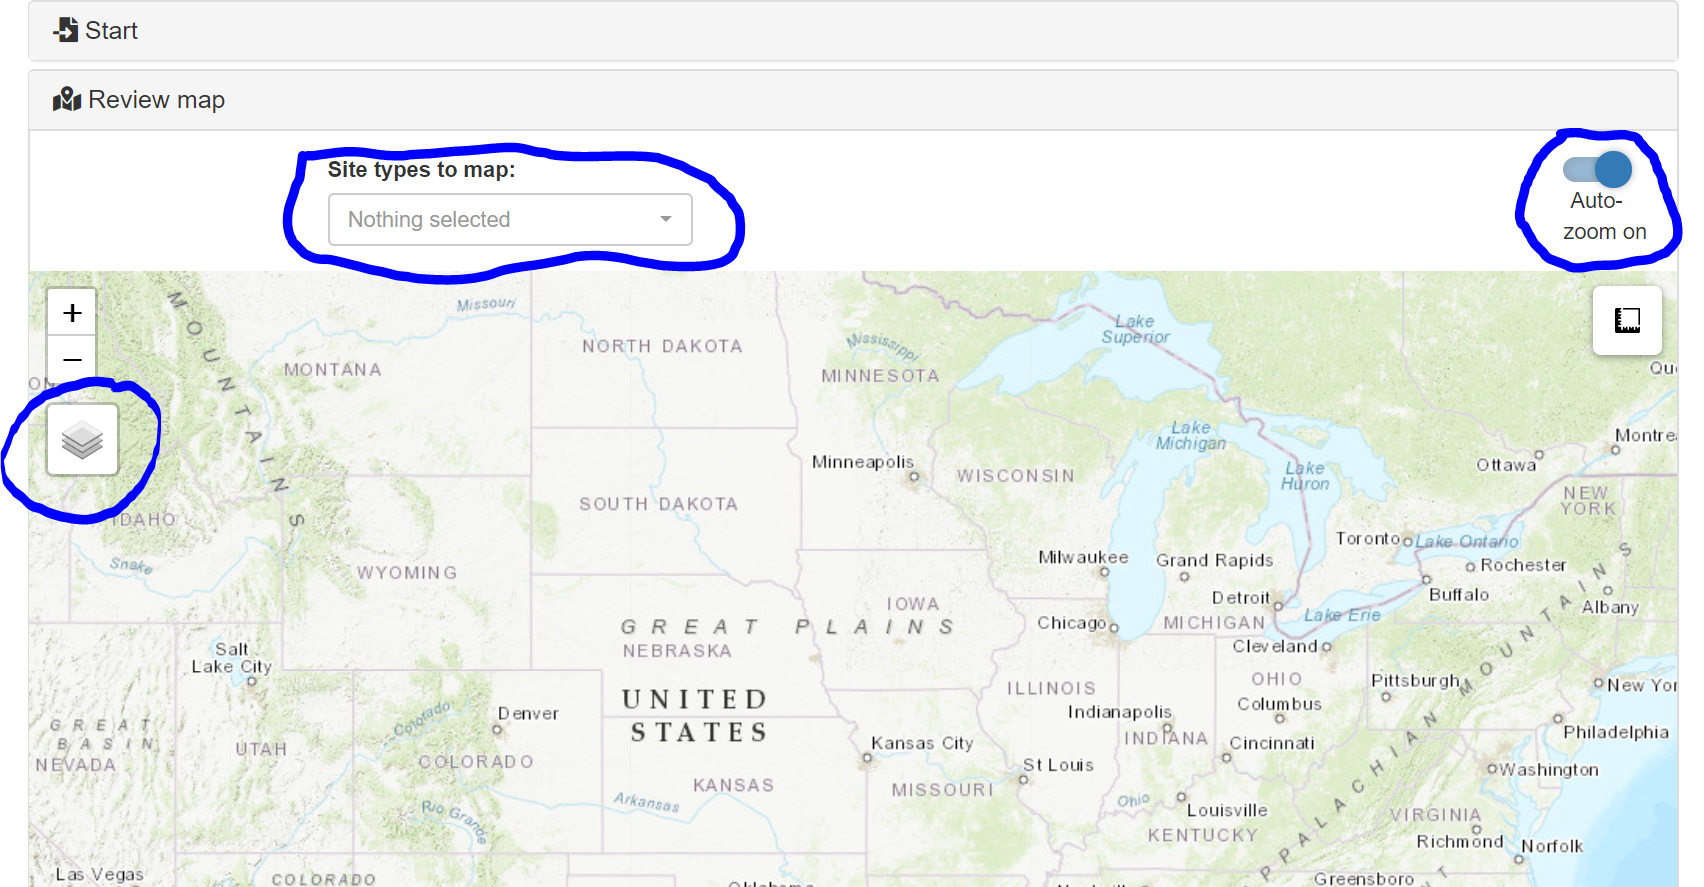 Start
Review map
Site types to map:
Nothing selected
Auto-
zoom on
+
−
MOUNTAINS
Missouri
MONTANA
NORTH DAKOTA
Mississippi
MINNESOTA
Lake
Superior
Lake
Michigan
Lake
Huron
Montre
Ottawa
Minneapolis
WISCONSIN
SOUTH DAKOTA
NEW
YORK
IDAHO
Snake
WYOMING
Toronto
Lake Ontario
Milwaukee
Grand Rapids
Rochester
Buffalo
Detroit
Albany
IOWA
Lake Erie
GREAT PLAINS
Chicago
MICHIGAN
NEBRASKA
Cleveland
Salt
Lake City
OHIO
Pittsburgh
New Yor
ILLINOIS
UNITED
STATES
Columbus
Indianapolis
Colorado
Denver
Philadelphia
GREAT
BASIN
NEVADA
UTAH
COLORADO
Kansas City
INDIANA
Cincinnati
St Louis
Washington
KANSAS
MISSOURI
Arkansas
Rio Grande
Ohio
Louisville
KENTUCKY
VIRGINIA
Richmond
Norfolk
PPALACHIAN MOUNTAINS
Las Vegas
COLORADO
Greensboro